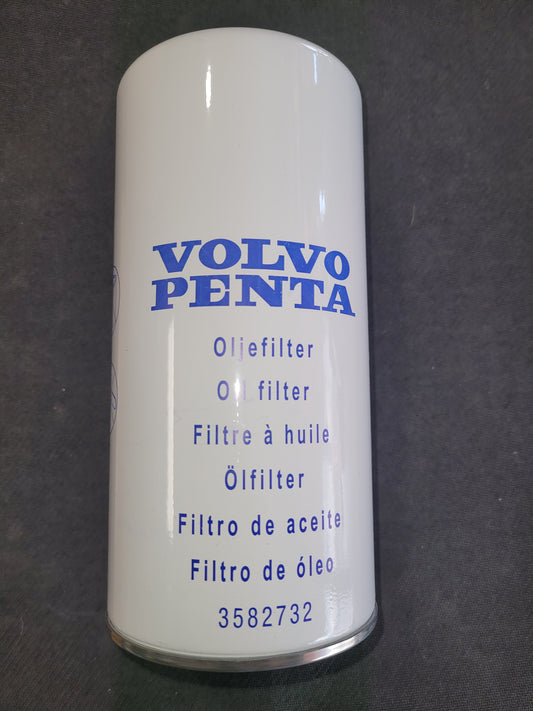 VOLVO
PENTA
Oljefilter
Oil filter
Filtre à huile
Ölfilter
Filtro de aceite
Filtro de óleo
3582732